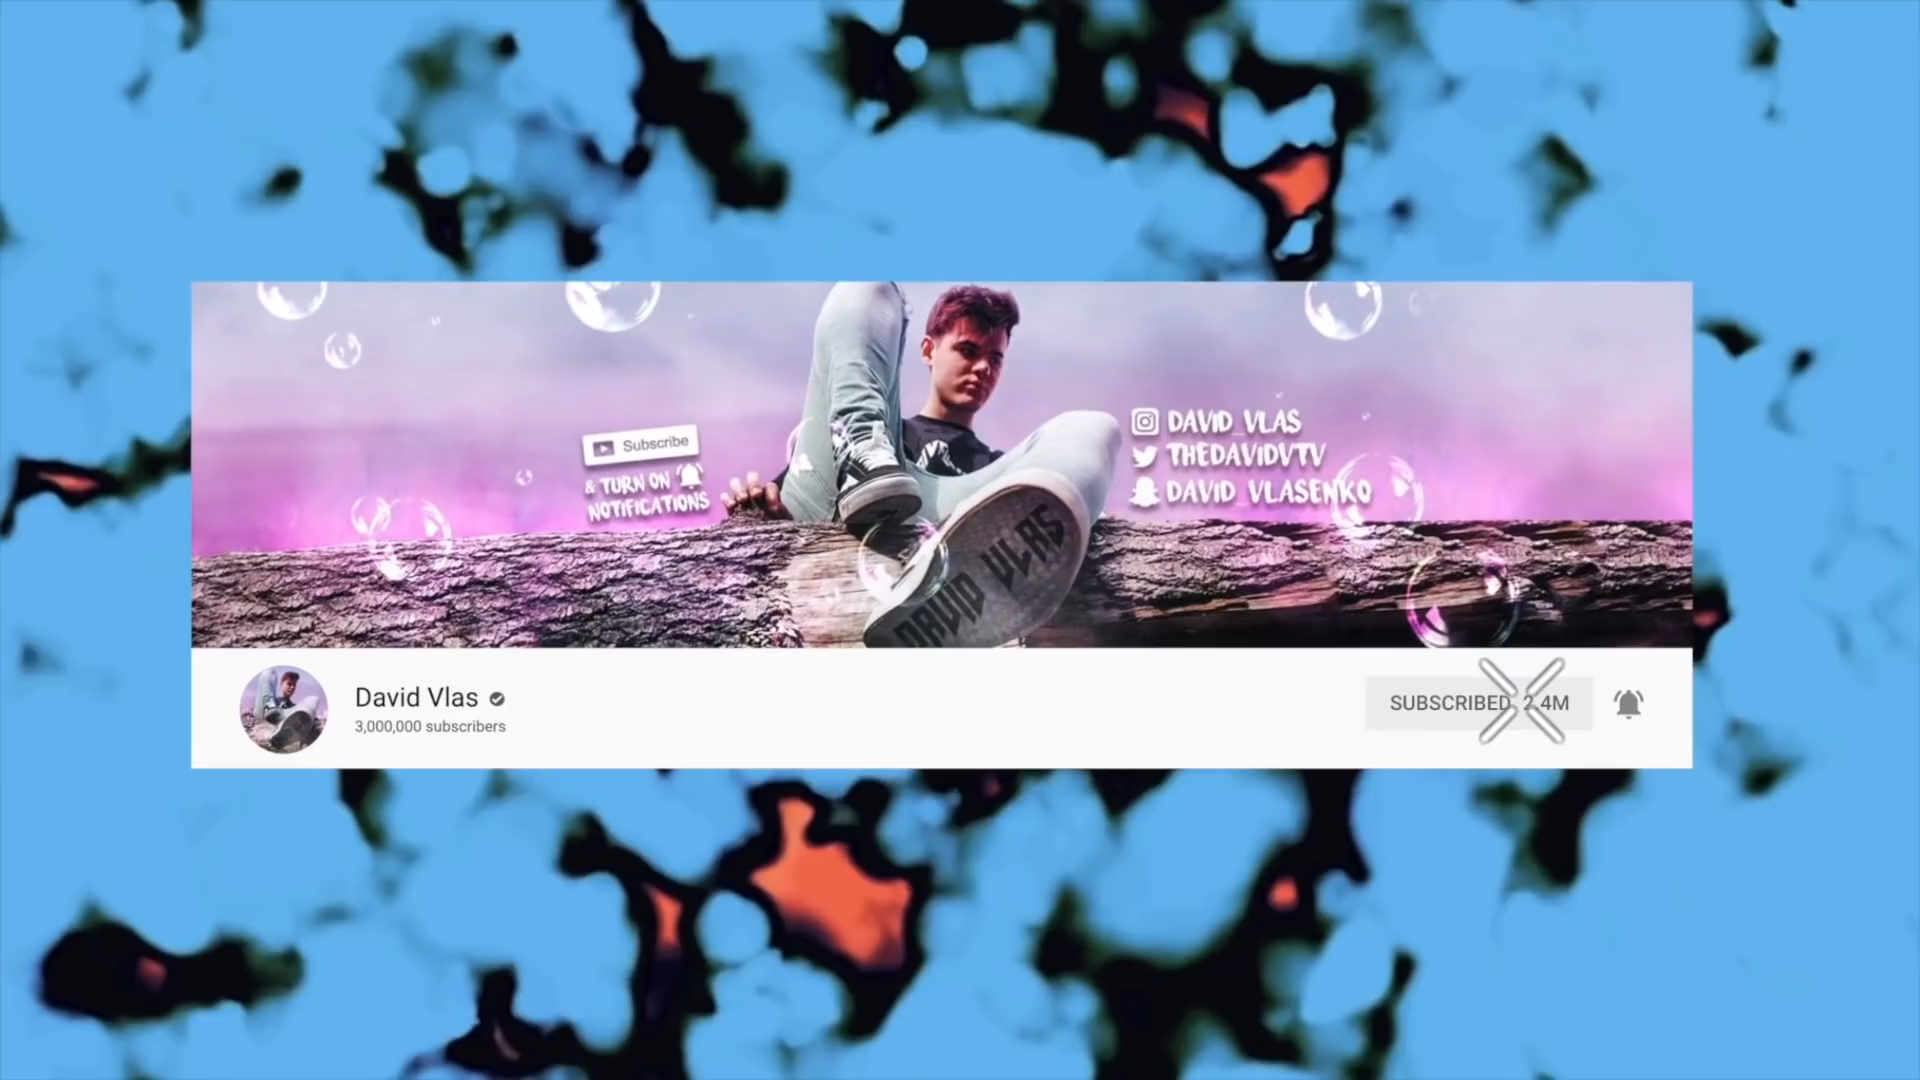 Subscribe
& TURN ON
NOTIFICATIONS
DAVID_VLAS
THEDAVIDVTV
DAVID_VLASENKO
DAVID VLAS
David Vlas
3,000,000 subscribers
SUBSCRIBED 2.4M